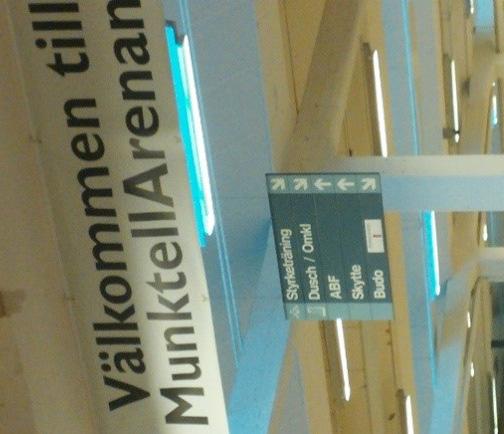 Välkommen till
MunktellArenan
Styrketräning
Dusch / Omkl
ABF
Skytte
Budo